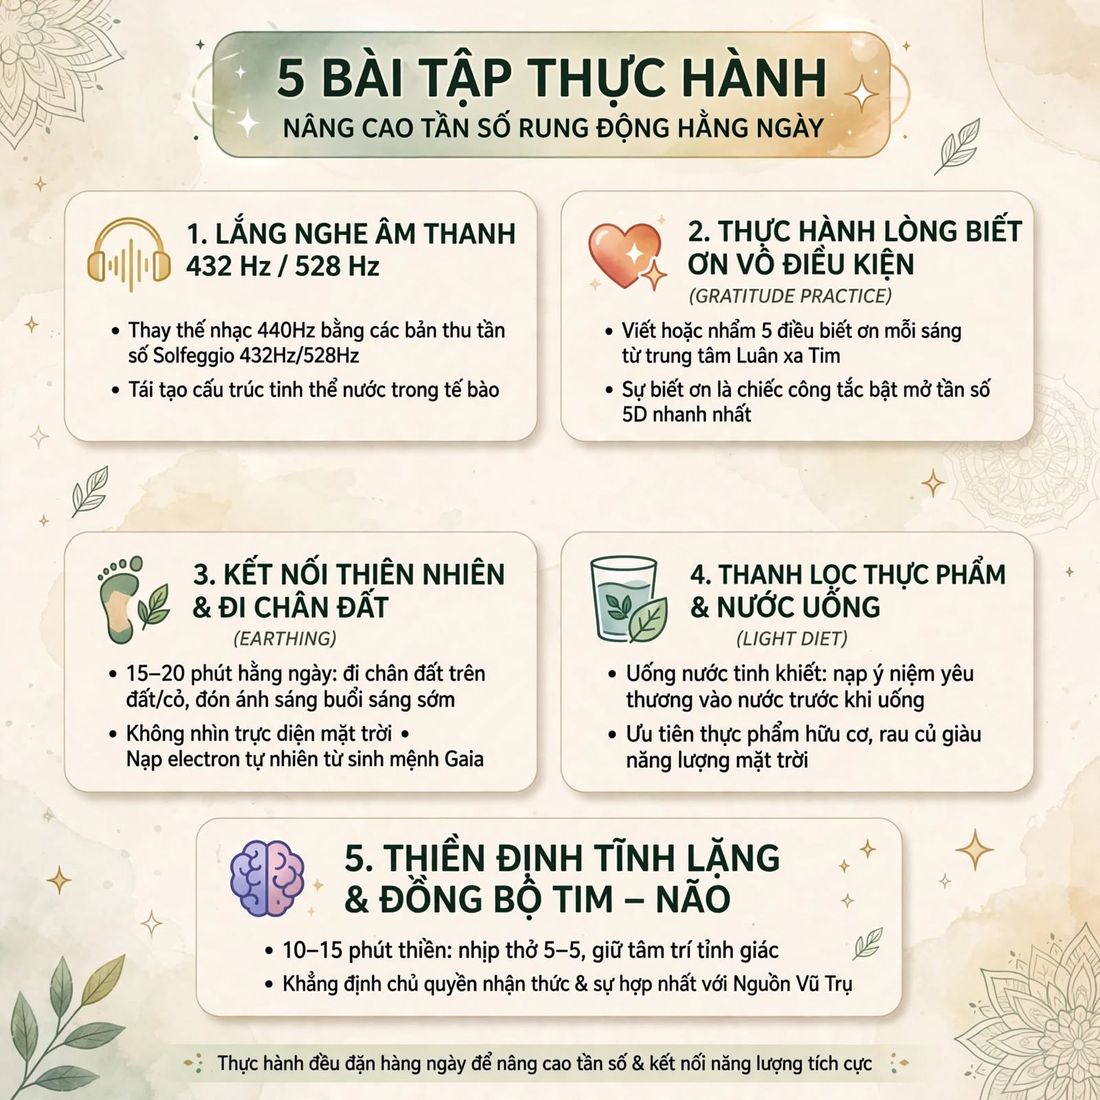 5 BÀI TẬP THỰC HÀNH
NÂNG CAO TẦN SỐ RUNG ĐỘNG HẰNG NGÀY
1. LẮNG NGHE ÂM THANH
432 Hz / 528 Hz
• Thay thế nhạc 440Hz bằng các bản thu tần
số Solfeggio 432Hz/528Hz
• Tái tạo cấu trúc tinh thể nước trong tế bào
2. THỰC HÀNH LÒNG BIẾT
ƠN VÔ ĐIỀU KIỆN
(GRATITUDE PRACTICE)
• Viết hoặc nhẩm 5 điều biết ơn mỗi sáng
từ trung tâm Luân xa Tim
• Sự biết ơn là chiếc công tắc bật mở tần số
5D nhanh nhất
3. KẾT NỐI THIÊN NHIÊN
& ĐI CHÂN ĐẤT
(EARTHING)
• 15–20 phút hằng ngày: đi chân đất trên
đất/cỏ, đón ánh sáng buổi sáng sớm
• Không nhìn trực diện mặt trời •
Nạp electron tự nhiên từ sinh mệnh Gaia
4. THANH LỌC THỰC PHẨM
& NƯỚC UỐNG
(LIGHT DIET)
• Uống nước tinh khiết: nạp ý niệm yêu
thương vào nước trước khi uống
• Ưu tiên thực phẩm hữu cơ, rau củ giàu
năng lượng mặt trời
5. THIỀN ĐỊNH TĨNH LẶNG
& ĐỒNG BỘ TIM – NÃO
• 10–15 phút thiền: nhịp thở 5–5, giữ tâm trí tỉnh giác
• Khẳng định chủ quyền nhận thức & sự hợp nhất với Nguồn Vũ Trụ
Thực hành đều đặn hàng ngày để nâng cao tần số & kết nối năng lượng tích cực